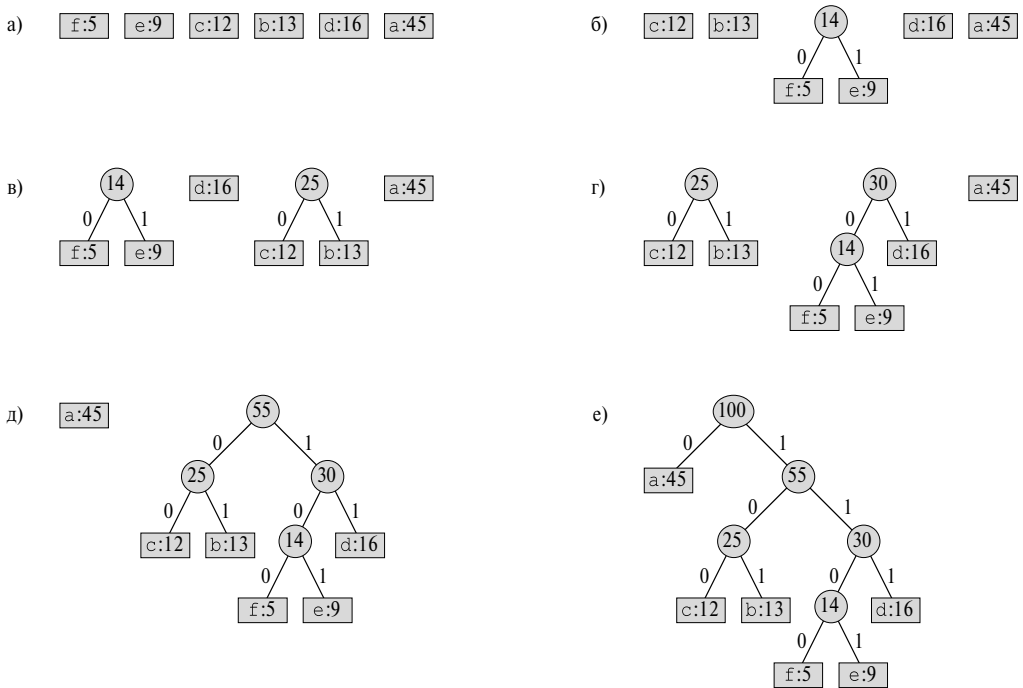 а) f:5 e:9 c:12 b:13 d:16 a:45
б) c:12 b:13 14 d:16 a:45
0 1
f:5 e:9
в) 14 d:16 25 a:45
0 1 0 1
f:5 e:9 c:12 b:13
г) 25 30 a:45
0 1 0 1
c:12 b:13 14 d:16
0 1
f:5 e:9
д) a:45 55
0 1
25 30
0 1 0 1
c:12 b:13 14 d:16
0 1
f:5 e:9
е) 100
0 1
a:45 55
0 1
25 30
0 1 0 1
c:12 b:13 14 d:16
0 1
f:5 e:9